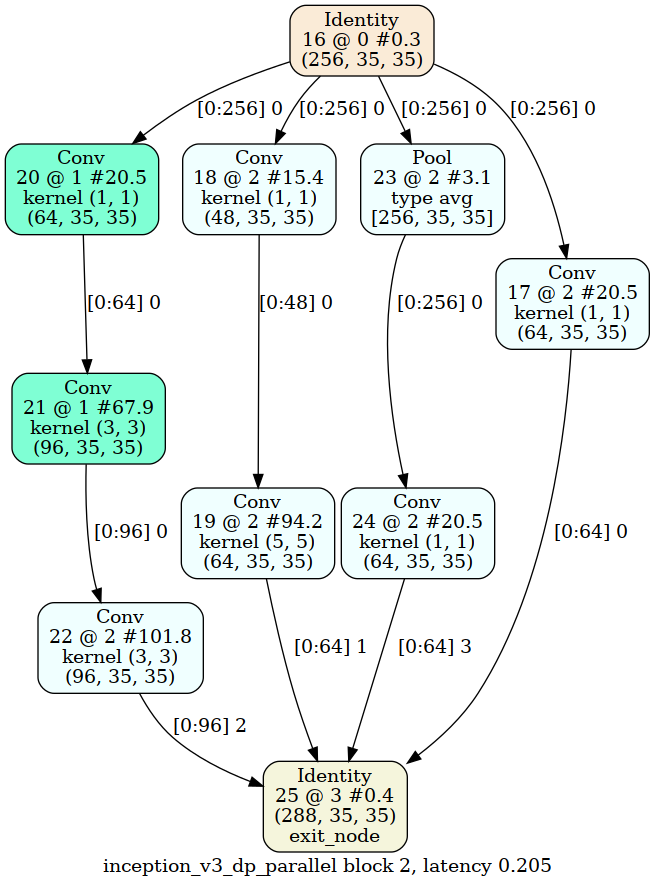 Identity
16 @ 0 #0.3
(256, 35, 35)
[0:256] 0
[0:256] 0
[0:256] 0
[0:256] 0
Conv
20 @ 1 #20.5
kernel (1, 1)
(64, 35, 35)
Conv
18 @ 2 #15.4
kernel (1, 1)
(48, 35, 35)
Pool
23 @ 2 #3.1
type avg
[256, 35, 35]
Conv
17 @ 2 #20.5
kernel (1, 1)
(64, 35, 35)
[0:64] 0
[0:48] 0
[0:256] 0
Conv
21 @ 1 #67.9
kernel (3, 3)
(96, 35, 35)
[0:96] 0
Conv
19 @ 2 #94.2
kernel (5, 5)
(64, 35, 35)
Conv
24 @ 2 #20.5
kernel (1, 1)
(64, 35, 35)
[0:64] 0
Conv
22 @ 2 #101.8
kernel (3, 3)
(96, 35, 35)
[0:64] 1
[0:64] 3
[0:96] 2
Identity
25 @ 3 #0.4
(288, 35, 35)
exit_node
inception_v3_dp_parallel block 2, latency 0.205